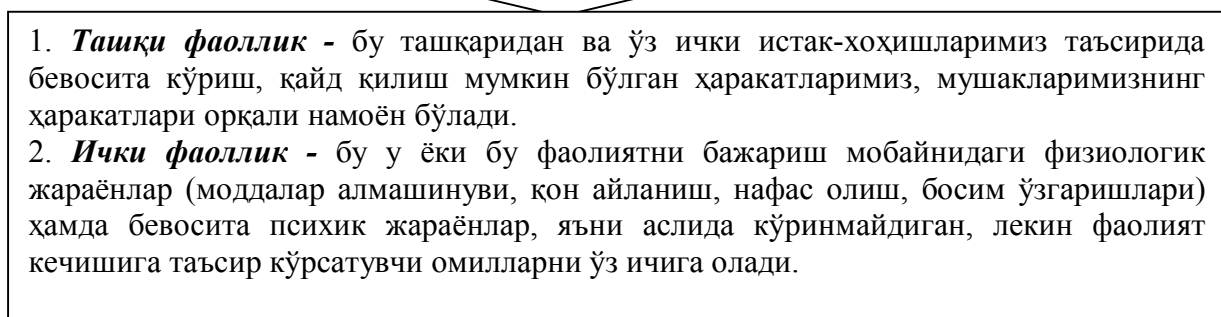 1. Ташқи фаоллик - бу ташқаридан ва ўз ички истак-хоҳишларимиз таъсирида
бевосита кўриш, қайд қилиш мумкин бўлган ҳаракатларимиз, мушакларимизнинг
ҳаракатлари орқали намоён бўлади.
2. Ички фаоллик - бу у ёки бу фаолиятни бажариш мобайнидаги физиологик
жараёнлар (моддалар алмашинуви, қон айланиш, нафас олиш, босим ўзгаришлари)
ҳамда бевосита психик жараёнлар, яъни аслида кўринмайдиган, лекин фаолият
кечишига таъсир кўрсатувчи омилларни ўз ичига олади.